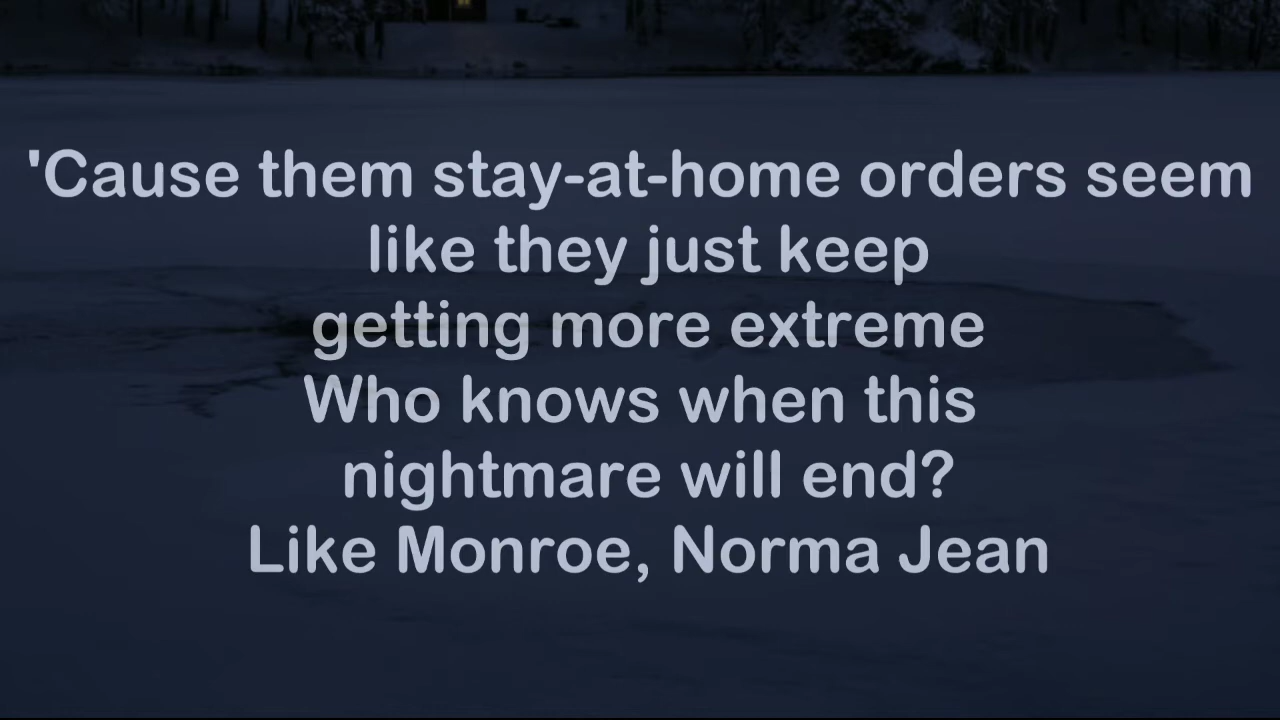 'Cause them stay-at-home orders seem
like they just keep
getting more extreme
Who knows when this
nightmare will end?
Like Monroe, Norma Jean